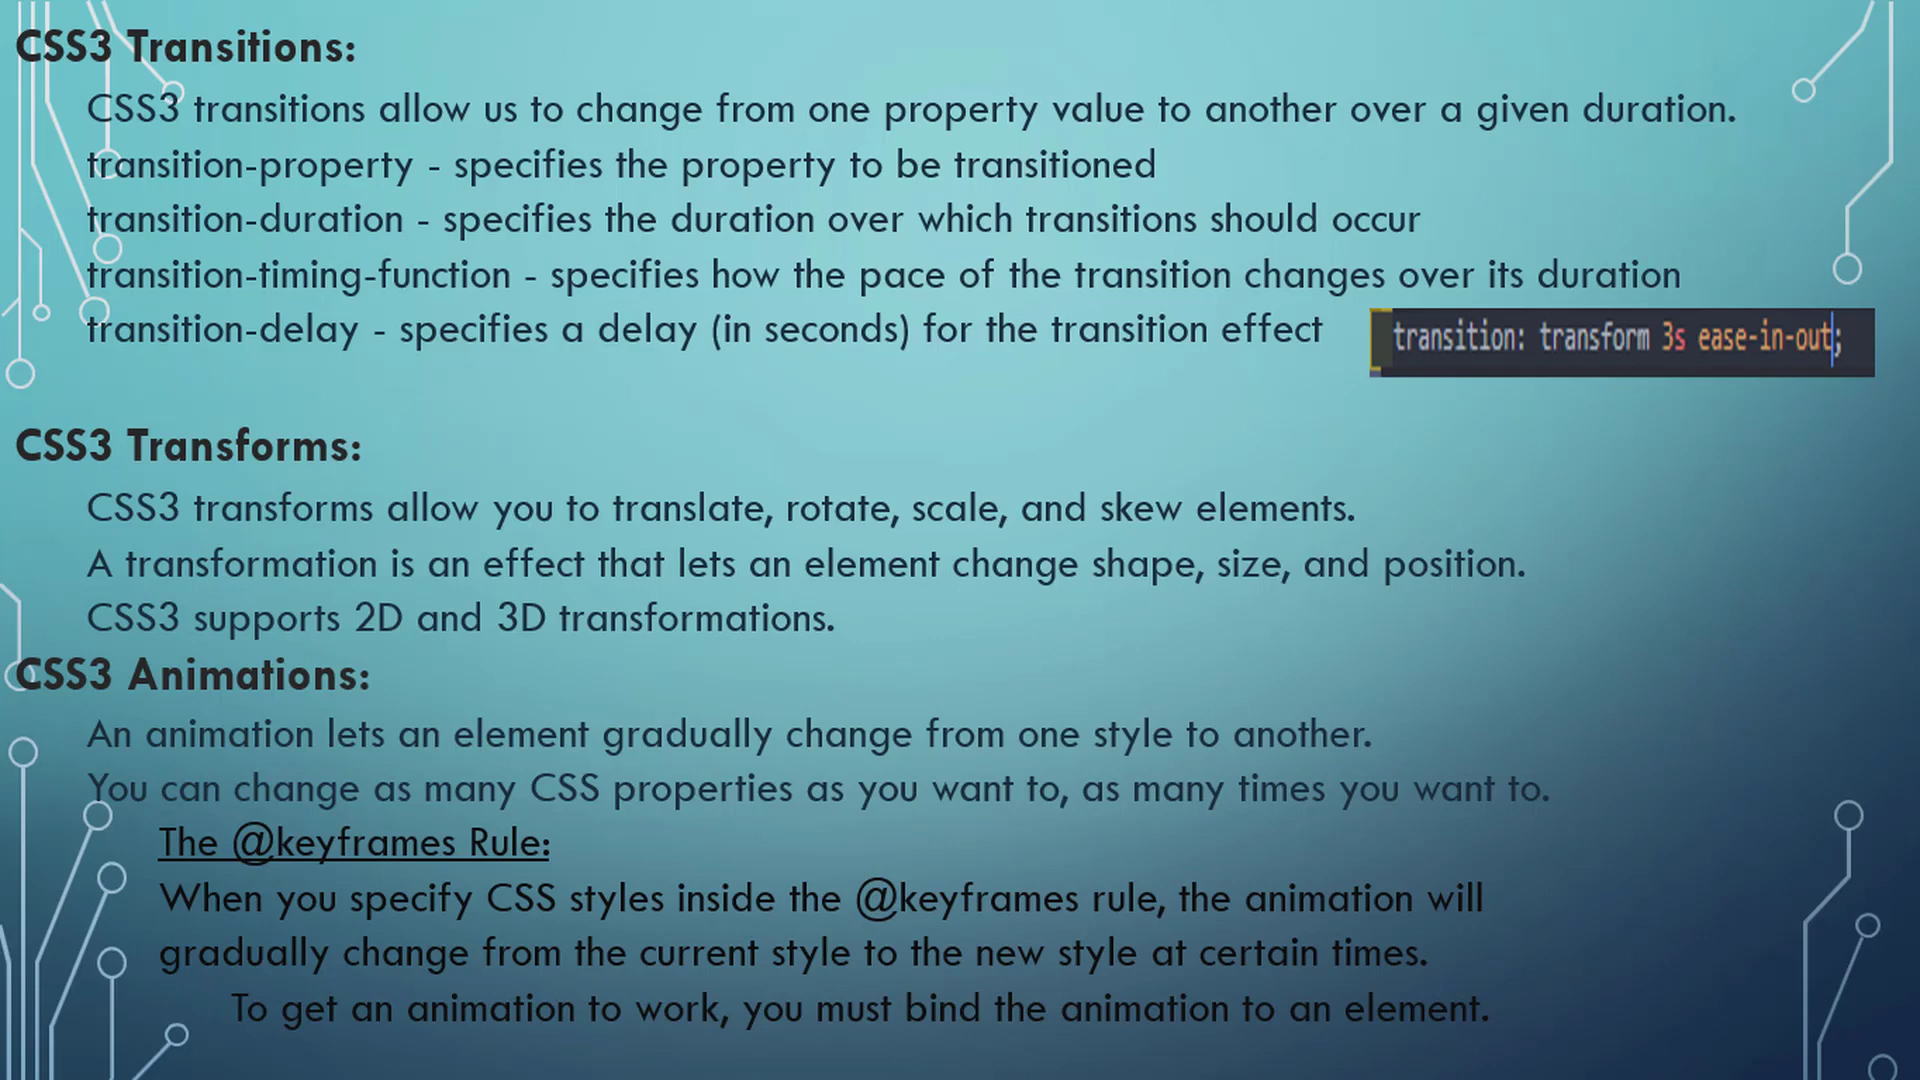 CSS3 Transitions:
CSS3 transitions allow us to change from one property value to another over a given duration.
transition-property - specifies the property to be transitioned
transition-duration - specifies the duration over which transitions should occur
transition-timing-function - specifies how the pace of the transition changes over its duration
transition-delay - specifies a delay (in seconds) for the transition effect
transition: transform 3s ease-in-out;
CSS3 Transforms:
CSS3 transforms allow you to translate, rotate, scale, and skew elements.
A transformation is an effect that lets an element change shape, size, and position.
CSS3 supports 2D and 3D transformations.
CSS3 Animations:
An animation lets an element gradually change from one style to another.
You can change as many CSS properties as you want to, as many times you want to.
The @keyframes Rule:
When you specify CSS styles inside the @keyframes rule, the animation will
gradually change from the current style to the new style at certain times.
To get an animation to work, you must bind the animation to an element.